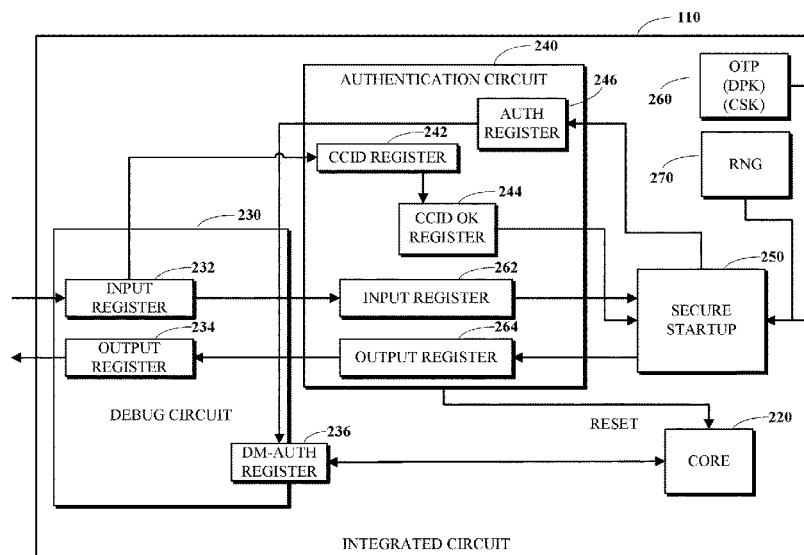 110
240
AUTHENTICATION CIRCUIT
246
OTP
(DPK)
(CSK)
260
AUTH
REGISTER
242
CCID REGISTER
RNG
270
244
CCID OK
REGISTER
230
250
232
INPUT
REGISTER
262
INPUT REGISTER
SECURE
STARTUP
234
OUTPUT
REGISTER
264
OUTPUT REGISTER
DEBUG CIRCUIT
236
DM-AUTH
REGISTER
RESET
220
CORE
INTEGRATED CIRCUIT